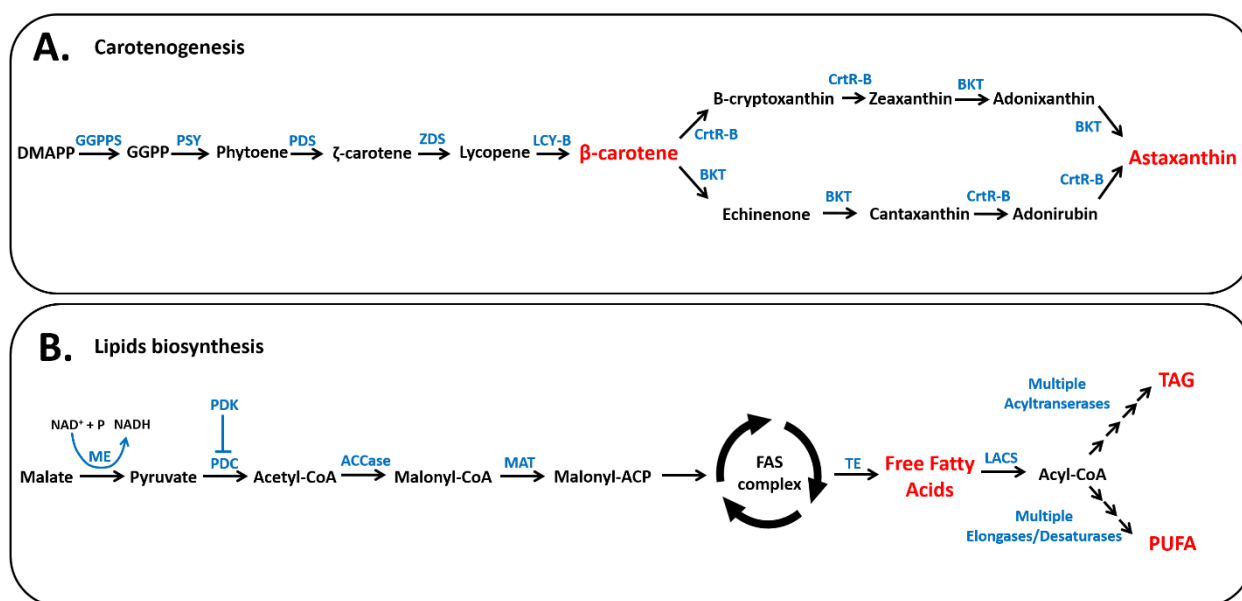 A. Carotenogenesis
CrtR-B BKT
B-cryptoxanthin Zeaxanthin Adonixanthin
GGPPS PSY PDS ZDS LCY-B CrtR-B BKT
DMAPP GGPP Phytoene ζ-carotene Lycopene β-carotene Astaxanthin
BKT BKT CrtR-B CrtR-B
Echinenone Cantaxanthin Adonirubin
B. Lipids biosynthesis
TAG
Multiple
Acyltranserases
PDK
NAD⁺ + P NADH
ME PDC ACCase MAT FAS
complex TE Free Fatty
Acids LACS
Malate Pyruvate Acetyl-CoA Malonyl-CoA Malonyl-ACP Acyl-CoA
Multiple
Elongases/Desaturases
PUFA